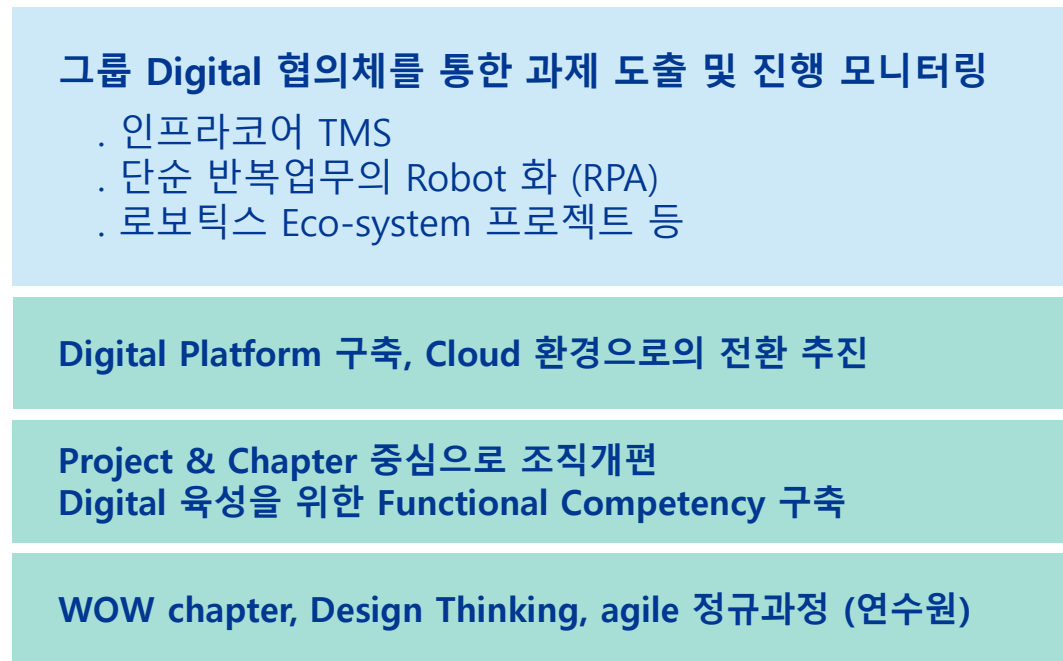 그룹 Digital 협의체를 통한 과제 도출 및 진행 모니터링
. 인프라코어 TMS
. 단순 반복업무의 Robot 화 (RPA)
. 로보틱스 Eco-system 프로젝트 등
Digital Platform 구축, Cloud 환경으로의 전환 추진
Project & Chapter 중심으로 조직개편
Digital 육성을 위한 Functional Competency 구축
WOW chapter, Design Thinking, agile 정규과정 (연수원)